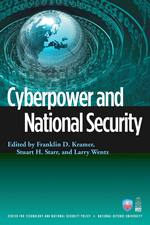 Cyberpower and
National Security
Edited by Franklin D. Kramer,
Stuart H. Starr, and Larry Wentz
CENTER FOR TECHNOLOGY AND NATIONAL SECURITY POLICY • NATIONAL DEFENSE UNIVERSITY